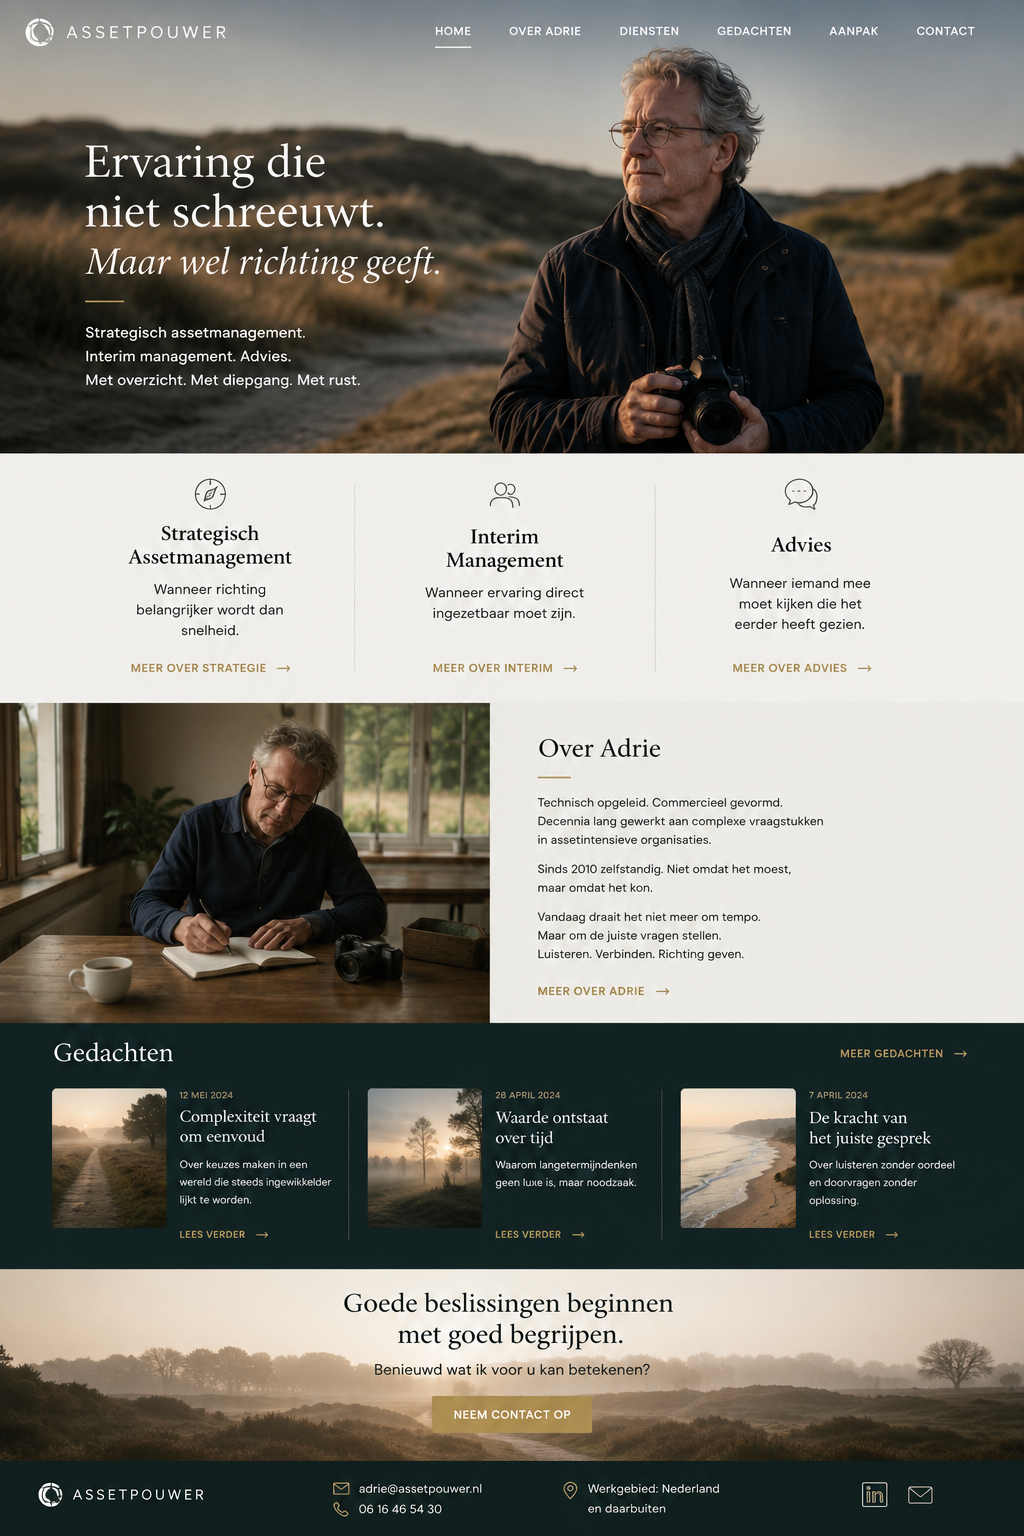 ASSETPOUWER
HOME OVER ADRIE DIENSTEN GEDACHTEN AANPAK CONTACT
Ervaring die
niet schreeuwt.
Maar wel richting geeft.
Strategisch assetmanagement.
Interim management. Advies.
Met overzicht. Met diepgang. Met rust.
Strategisch
Assetmanagement
Wanneer richting
belangrijker wordt dan
snelheid.
MEER OVER STRATEGIE →
Interim
Management
Wanneer ervaring direct
ingezetbaar moet zijn.
MEER OVER INTERIM →
Advies
Wanneer iemand mee
moet kijken die het
eerder heeft gezien.
MEER OVER ADVIES →
Over Adrie
Technisch opgeleid. Commercieel gevormd.
Decennia lang gewerkt aan complexe vraagstukken
in assetintensieve organisaties.
Sinds 2010 zelfstandig. Niet omdat het moest,
maar omdat het kon.
Vandaag draait het niet meer om tempo.
Maar om de juiste vragen stellen.
Luisteren. Verbinden. Richting geven.
MEER OVER ADRIE →
Gedachten
MEER GEDACHTEN →
12 MEI 2024
Complexiteit vraagt
om eenvoud
Over keuzes maken in een
wereld die steeds ingewikkelder
lijkt te worden.
LEES VERDER →
28 APRIL 2024
Waarde ontstaat
over tijd
Waarom langetermijndenken
geen luxe is, maar noodzaak.
LEES VERDER →
7 APRIL 2024
De kracht van
het juiste gesprek
Over luisteren zonder oordeel
en doorvragen zonder
oplossing.
LEES VERDER →
Goede beslissingen beginnen
met goed begrijpen.
Benieuwd wat ik voor u kan betekenen?
NEEM CONTACT OP
ASSETPOUWER
adrie@assetpouwer.nl
06 16 46 54 30
Werkgebied: Nederland
en daarbuiten
in